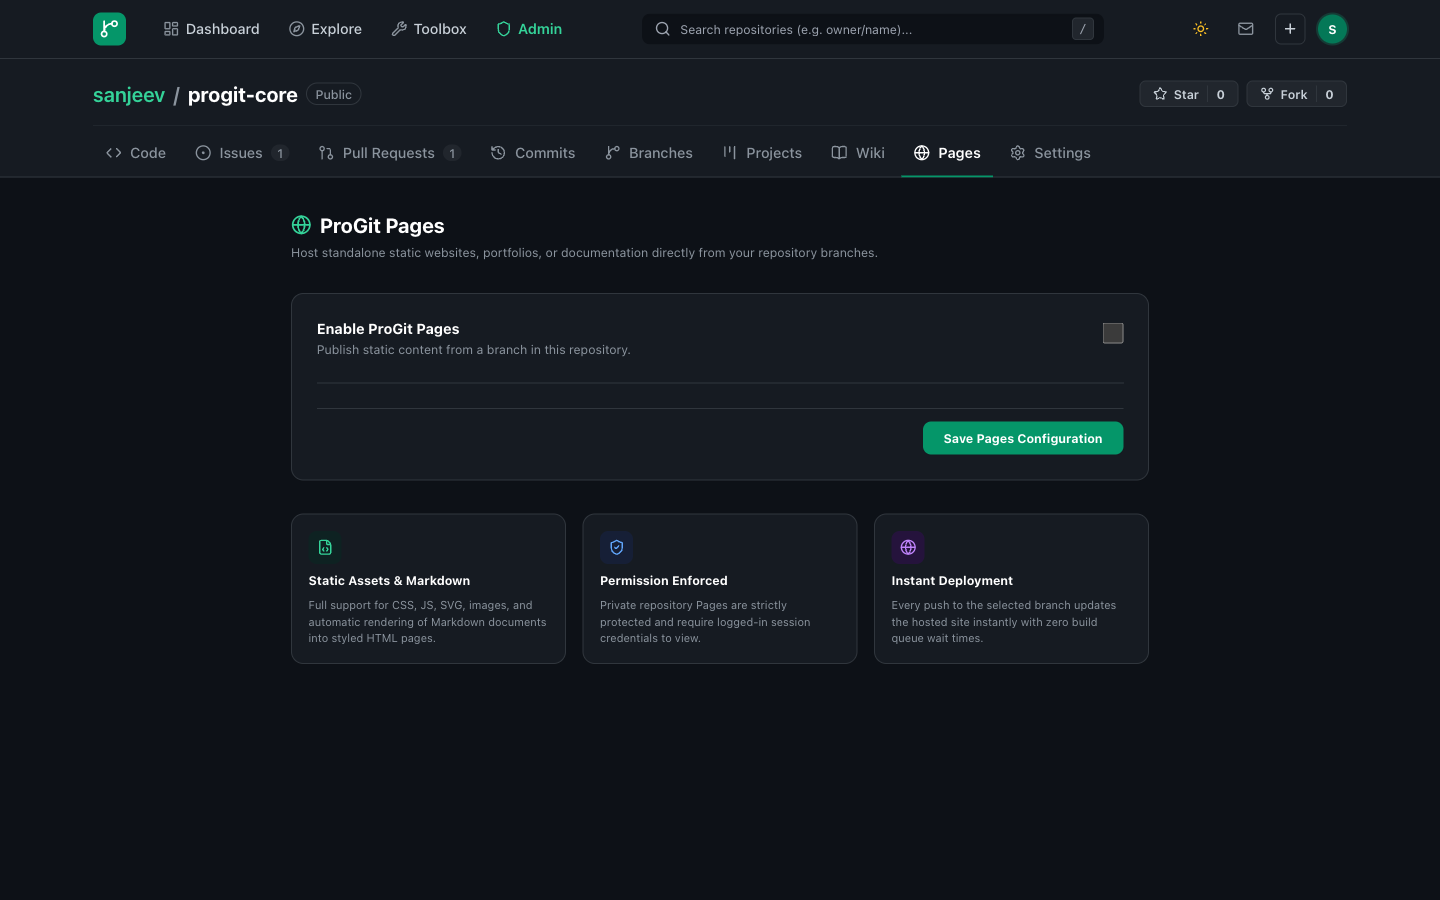 Dashboard
Explore
Toolbox
Admin
Search repositories (e.g. owner/name)...
/
S
sanjeev / progit-core
Public
Star 0
Fork 0
Code
Issues 1
Pull Requests 1
Commits
Branches
Projects
Wiki
Pages
Settings
ProGit Pages
Host standalone static websites, portfolios, or documentation directly from your repository branches.
Enable ProGit Pages
Publish static content from a branch in this repository.
Save Pages Configuration
Static Assets & Markdown
Full support for CSS, JS, SVG, images, and
automatic rendering of Markdown documents
into styled HTML pages.
Permission Enforced
Private repository Pages are strictly
protected and require logged-in session
credentials to view.
Instant Deployment
Every push to the selected branch updates
the hosted site instantly with zero build
queue wait times.